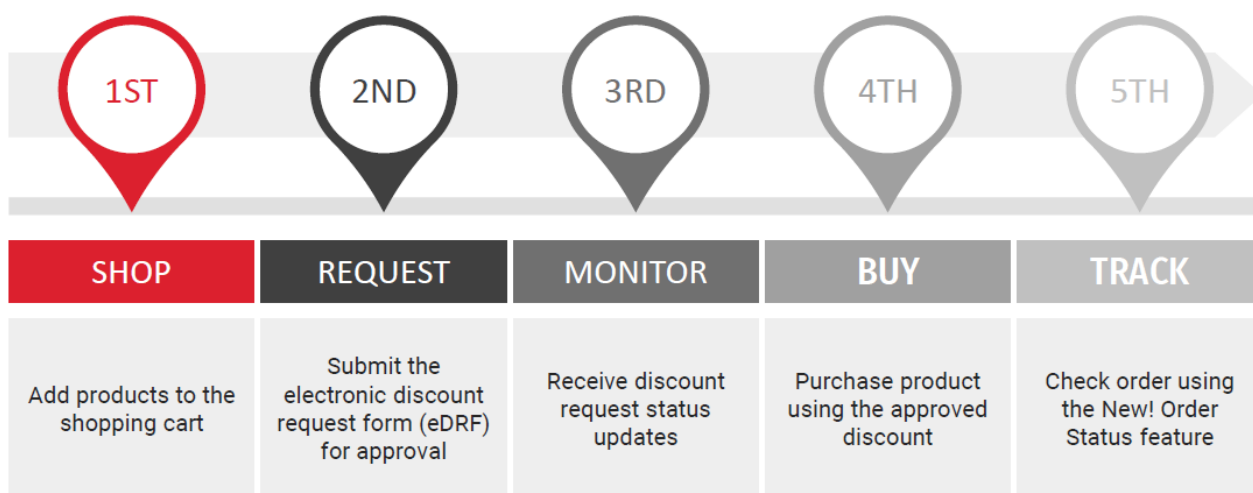 1ST
2ND
3RD
4TH
5TH
SHOP
REQUEST
MONITOR
BUY
TRACK
Add products to the
shopping cart
Submit the
electronic discount
request form (eDRF)
for approval
Receive discount
request status
updates
Purchase product
using the approved
discount
Check order using
the New! Order
Status feature